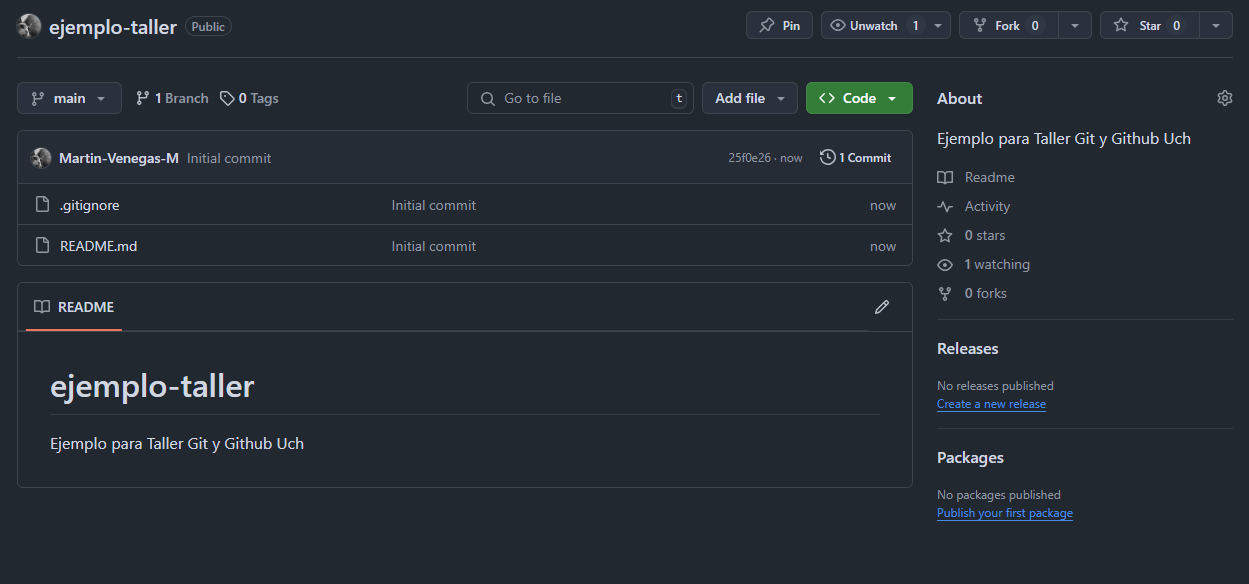 ejemplo-taller Public Pin Unwatch 1 Fork 0 Star 0
main 1 Branch 0 Tags Go to file t Add file Code
Martin-Venegas-M Initial commit 25f0e26 · now 1 Commit
.gitignore Initial commit now
README.md Initial commit now
README
ejemplo-taller
Ejemplo para Taller Git y Github Uch
About
Ejemplo para Taller Git y Github Uch
Readme
Activity
0 stars
1 watching
0 forks
Releases
No releases published
Create a new release
Packages
No packages published
Publish your first package